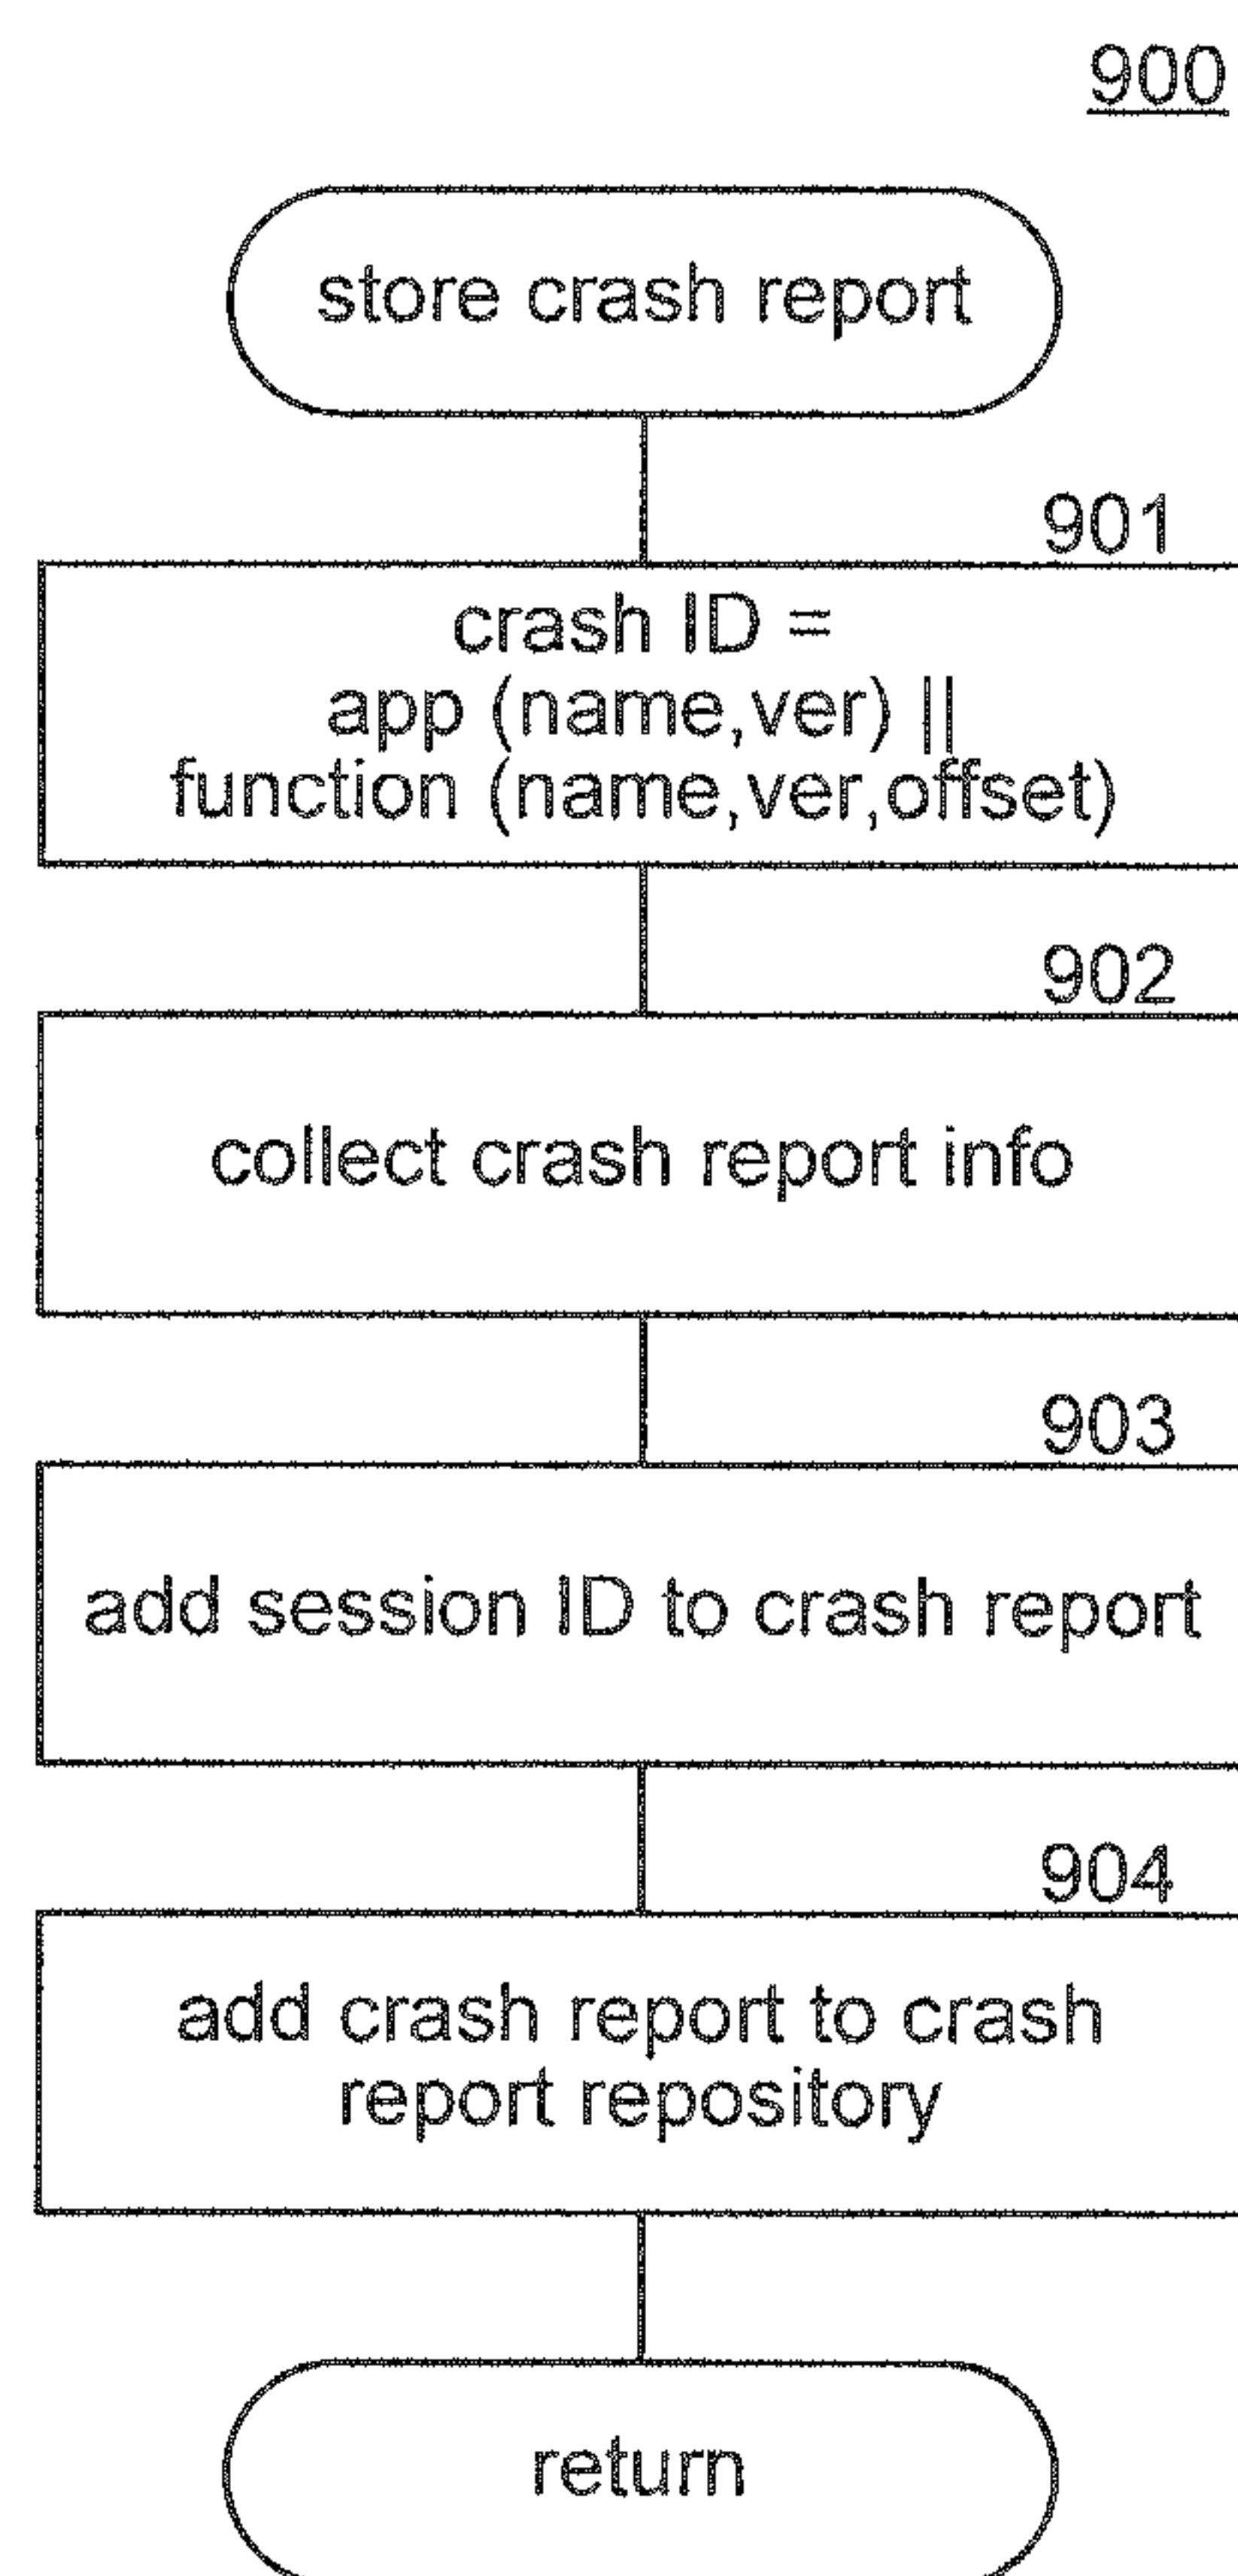 900
store crash report
901
crash ID =
app (name,ver) ||
function (name,ver,offset)
902
collect crash report info
903
add session ID to crash report
904
add crash report to crash
report repository
return